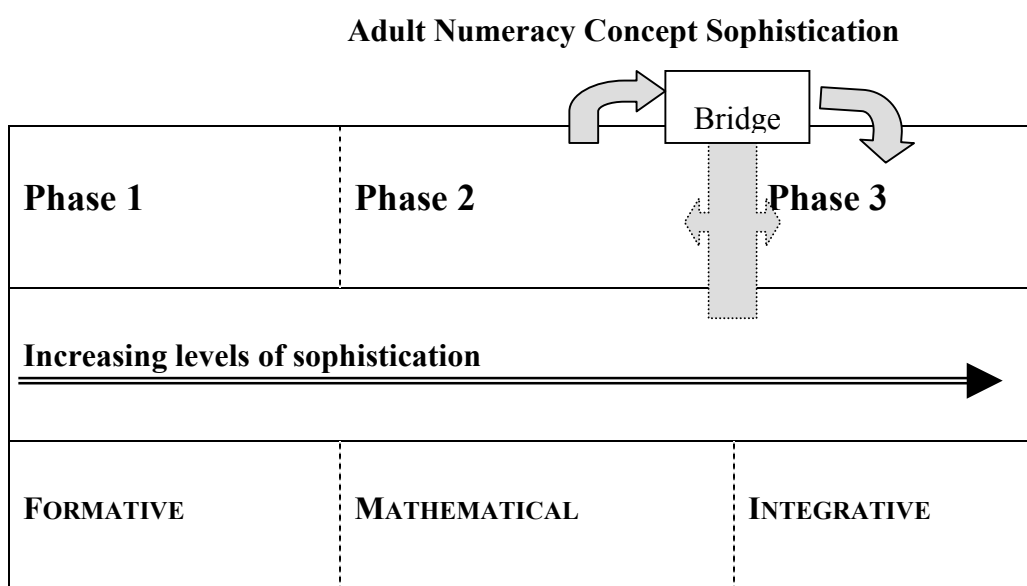 Adult Numeracy Concept Sophistication
Bridge
Phase 1 Phase 2 Phase 3
Increasing levels of sophistication
FORMATIVE MATHEMATICAL INTEGRATIVE